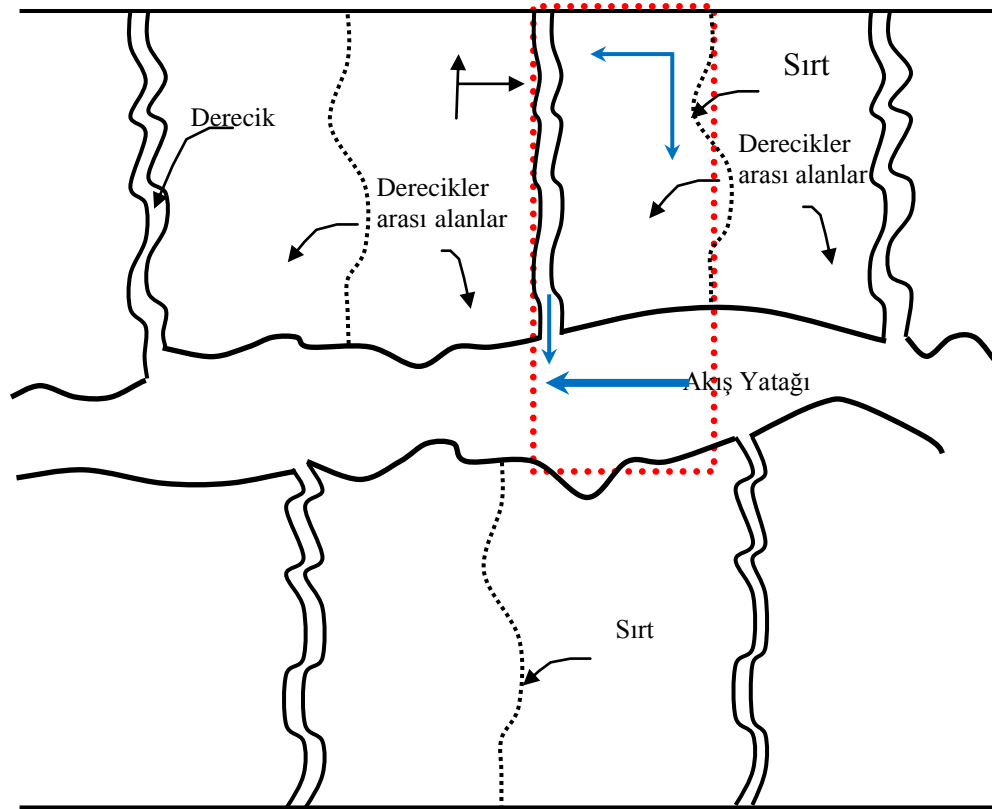 Sırt
Derecik
Derecikler
arası alanlar
Derecikler
arası alanlar
Akış Yatağı
Sırt